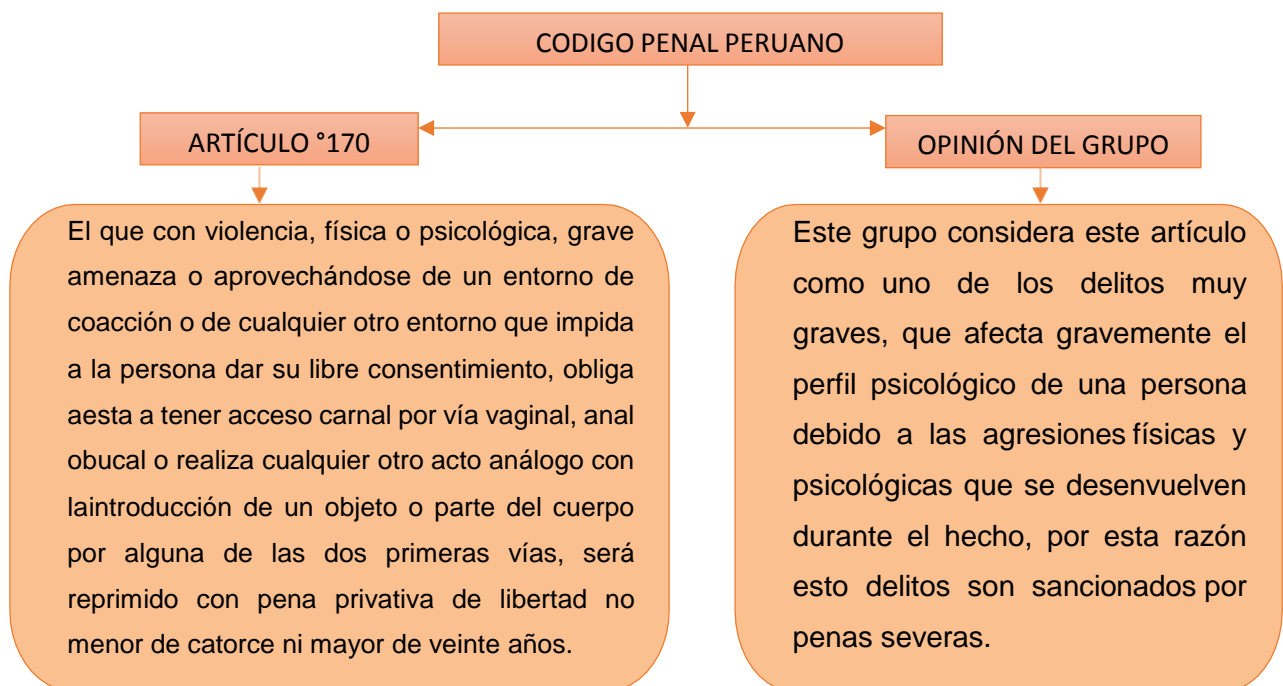 CODIGO PENAL PERUANO
ARTÍCULO °170
El que con violencia, física o psicológica, grave
amenaza o aprovechándose de un entorno de
coacción o de cualquier otro entorno que impida
a la persona dar su libre consentimiento, obliga
aesta a tener acceso carnal por vía vaginal, anal
obucal o realiza cualquier otro acto análogo con
laintroducción de un objeto o parte del cuerpo
por alguna de las dos primeras vías, será
reprimido con pena privativa de libertad no
menor de catorce ni mayor de veinte años.
OPINIÓN DEL GRUPO
Este grupo considera este artículo
como uno de los delitos muy
graves, que afecta gravemente el
perfil psicológico de una persona
debido a las agresiones físicas y
psicológicas que se desenvuelven
durante el hecho, por esta razón
esto delitos son sancionados por
penas severas.